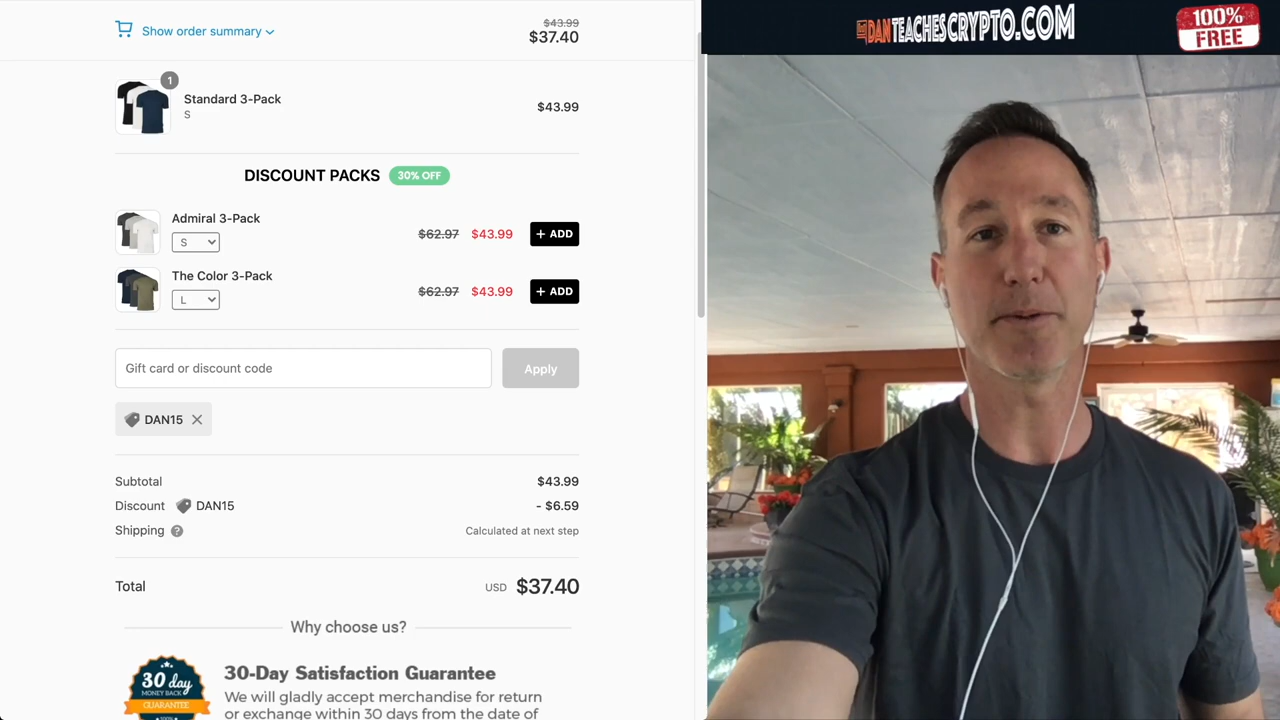 Show order summary
$43.99
$37.40
1
Standard 3-Pack
S
$43.99
DISCOUNT PACKS 30% OFF
Admiral 3-Pack
S
$62.97 $43.99 + ADD
The Color 3-Pack
L
$62.97 $43.99 + ADD
Gift card or discount code Apply
DAN15
Subtotal $43.99
Discount DAN15 - $6.59
Shipping ? Calculated at next step
Total USD $37.40
Why choose us?
30 day
MONEY BACK
GUARANTEE
30-Day Satisfaction Guarantee
We will gladly accept merchandise for return
or exchange within 30 days from the date of
DANTEACHESCRYPTO.COM
100%
FREE